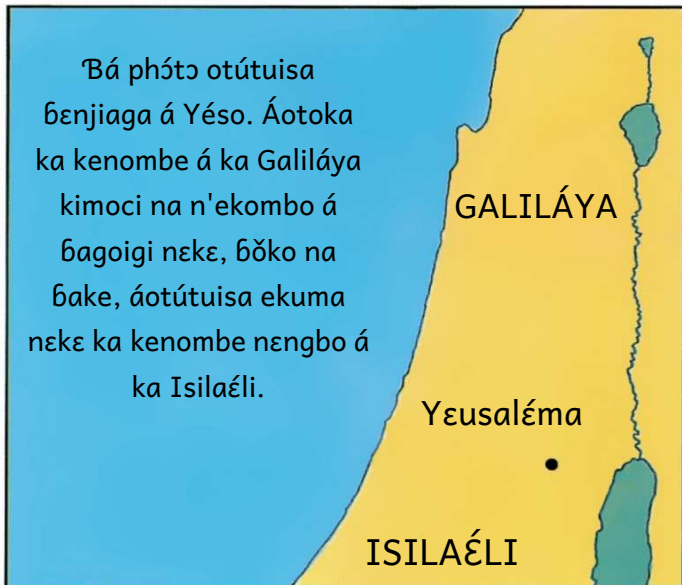 Ɓá phɔ́tɔ otútuisa
ɓɛnjiaga á Yéso. Áotoka
ka kenombe á ka Galiláya
kimoci na n'ekombo á
ɓagoigi nɛkɛ, ɓǒko na
ɓake, áotútuisa ekuma
nɛkɛ ka kenombe nɛngbo á
ka Isilaɛ́li.
GALILÁYA
Yɛusalɛ́ma
ISILAƐ́LI